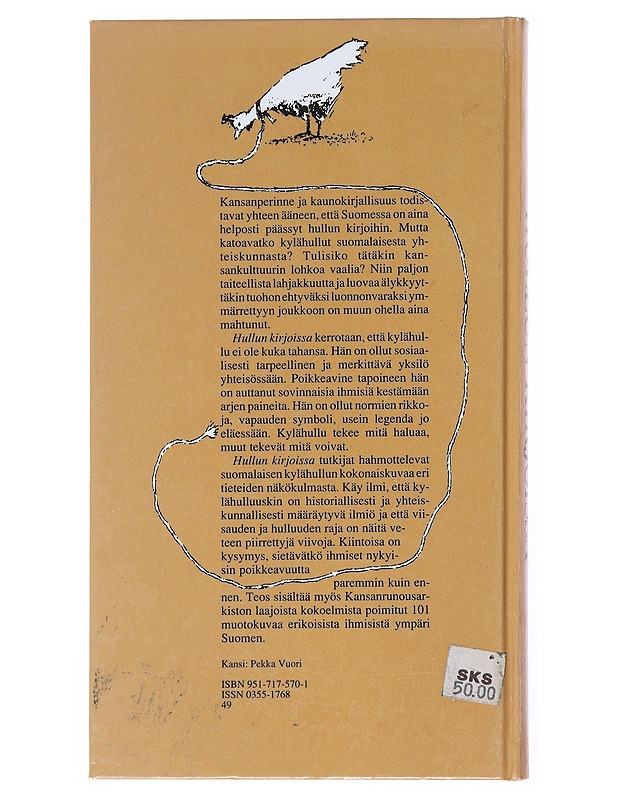 Kansanperinne ja kaunokirjallisuus todis-
tavat yhteen ääneen, että Suomessa on aina
helposti päässyt hullun kirjoihin. Mutta
katoavatko kylähullut suomalaisesta yh-
teiskunnasta? Tulisiko tätäkin kan-
sankulttuurin lohkoa vaalia? Niin paljon
taiteellista lahjakkuutta ja luovaa älykkyyt-
täkin tuohon ehtyväksi luonnonvaraksi ym-
märrettyyn joukkoon on muun ohella aina
mahtunut.
Hullun kirjoissa kerrotaan, että kylähul-
lu ei ole kuka tahansa. Hän on ollut sosiaa-
lisesti tarpeellinen ja merkittävä yksilö
yhteisössään. Poikkeavine tapoineen hän
on auttanut sovinnaisia ihmisiä kestämään
arjen paineita. Hän on ollut normien rikko-
ja, vapauden symboli, usein legenda jo
eläessään. Kylähullu tekee mitä haluaa,
muut tekevät mitä voivat.
Hullun kirjoissa tutkijat hahmottelevat
suomalaisen kylähullun kokonaiskuvaa eri
tieteiden näkökulmasta. Käy ilmi, että ky-
lähulluuskin on historiallisesti ja yhteis-
kunnallisesti määräytyvä ilmiö ja että vii-
sauden ja hulluuden raja on näitä ve-
teen piirrettyjä viivoja. Kiintoisa on
kysymys, sietävätkö ihmiset nykyi-
sin poikkeavuutta
paremmin kuin en-
nen. Teos sisältää myös Kansanrunousar-
kiston laajoista kokoelmista poimitut 101
muotokuvaa erikoisista ihmisistä ympäri
Suomen.
Kansi: Pekka Vuori
ISBN 951-717-570-1
ISSN 0355-1768
49
SKS
50.00